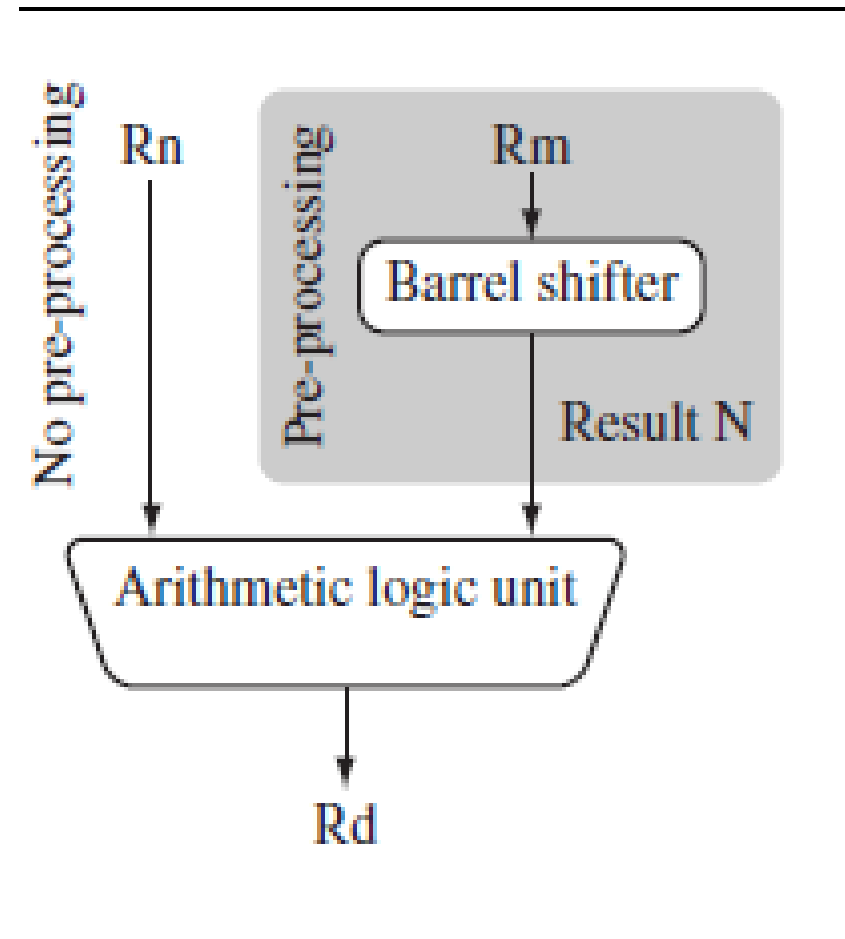 No pre-processing
Rn
Pre-processing
Rm
Barrel shifter
Result N
Arithmetic logic unit
Rd